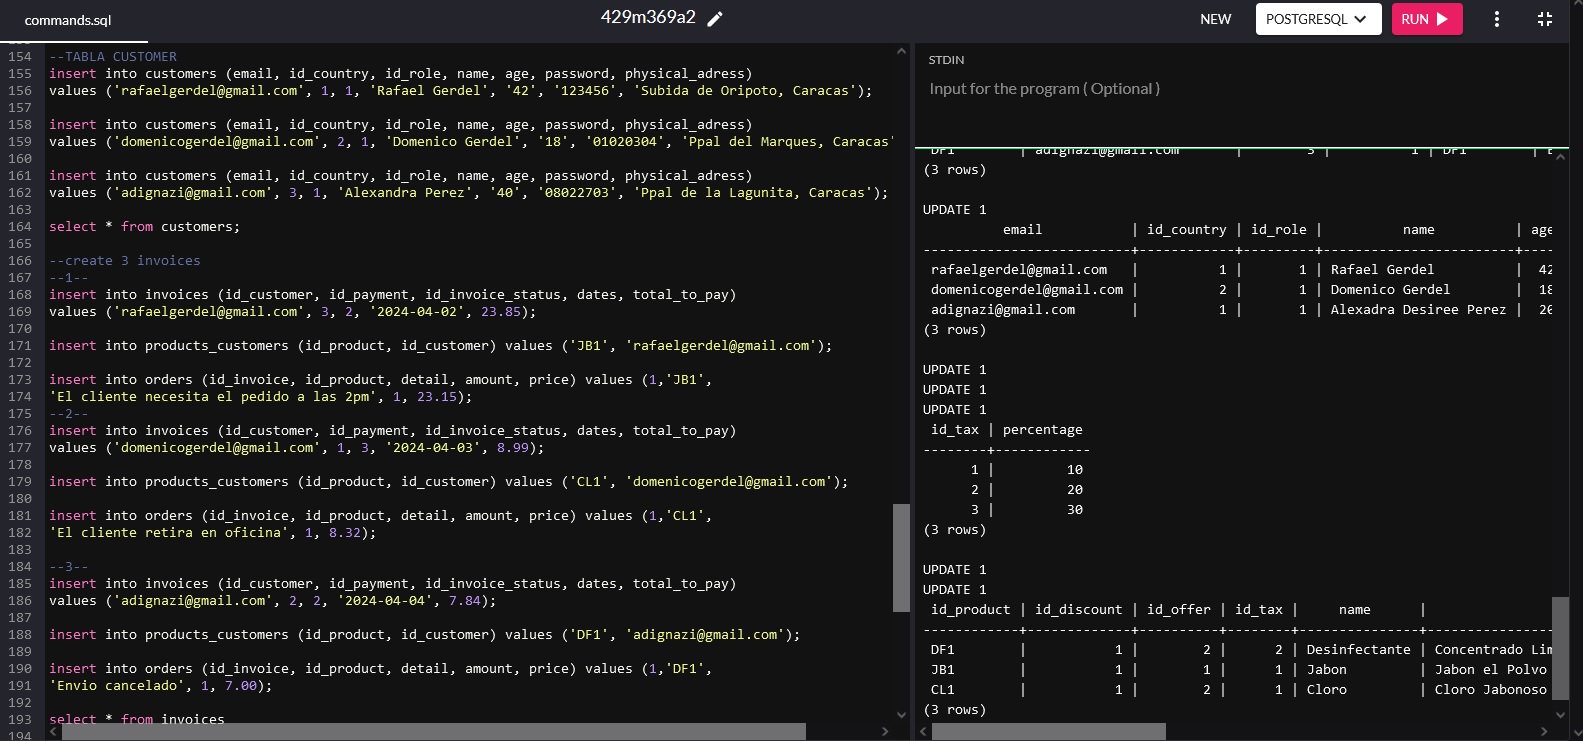 commands.sql
429m369a2
NEW
POSTGRESQL
RUN
154 --TABLA CUSTOMER
155 insert into customers (email, id_country, id_role, name, age, password, physical_adress)
156 values ('rafaelgerdel@gmail.com', 1, 1, 'Rafael Gerdel', '42', '123456', 'Subida de Oripoto, Caracas');
157
158 insert into customers (email, id_country, id_role, name, age, password, physical_adress)
159 values ('domenicogerdel@gmail.com', 2, 1, 'Domenico Gerdel', '18', '01020304', 'Ppal del Marques, Caracas'
160
161 insert into customers (email, id_country, id_role, name, age, password, physical_adress)
162 values ('adignazi@gmail.com', 3, 1, 'Alexandra Perez', '40', '08022703', 'Ppal de la Lagunita, Caracas');
163
164 select * from customers;
165
166 --create 3 invoices
167 --1--
168 insert into invoices (id_customer, id_payment, id_invoice_status, dates, total_to_pay)
169 values ('rafaelgerdel@gmail.com', 3, 2, '2024-04-02', 23.85);
170
171 insert into products_customers (id_product, id_customer) values ('JB1', 'rafaelgerdel@gmail.com');
172
173 insert into orders (id_invoice, id_product, detail, amount, price) values (1,'JB1',
174 'El cliente necesita el pedido a las 2pm', 1, 23.15);
175 --2--
176 insert into invoices (id_customer, id_payment, id_invoice_status, dates, total_to_pay)
177 values ('domenicogerdel@gmail.com', 1, 3, '2024-04-03', 8.99);
178
179 insert into products_customers (id_product, id_customer) values ('CL1', 'domenicogerdel@gmail.com');
180
181 insert into orders (id_invoice, id_product, detail, amount, price) values (1,'CL1',
182 'El cliente retira en oficina', 1, 8.32);
183
184 --3--
185 insert into invoices (id_customer, id_payment, id_invoice_status, dates, total_to_pay)
186 values ('adignazi@gmail.com', 2, 2, '2024-04-04', 7.84);
187
188 insert into products_customers (id_product, id_customer) values ('DF1', 'adignazi@gmail.com');
189
190 insert into orders (id_invoice, id_product, detail, amount, price) values (1,'DF1',
191 'Envio cancelado', 1, 7.00);
192
193 select * from invoices
194
STDIN
Input for the program ( Optional )
DF1 | adignazi@gmail.com | 3 | 1 | DF1 |
(3 rows)
UPDATE 1
email | id_country | id_role | name | age
--------------------------+------------+---------+----------------------+----
rafaelgerdel@gmail.com | 1 | 1 | Rafael Gerdel | 42
domenicogerdel@gmail.com | 2 | 1 | Domenico Gerdel | 18
adignazi@gmail.com | 1 | 1 | Alexadra Desiree Perez |
(3 rows)
UPDATE 1
UPDATE 1
UPDATE 1
id_tax | percentage
--------+------------
1 | 10
2 | 20
3 | 30
(3 rows)
UPDATE 1
UPDATE 1
id_product | id_discount | id_offer | id_tax | name |
------------+-------------+----------+--------+---------------+----------------
DF1 | 1 | 2 | 2 | Desinfectante | Concentrado
JB1 | 1 | 1 | 1 | Jabon | Jabon el Polvo
CL1 | 1 | 2 | 1 | Cloro | Cloro Jabonoso
(3 rows)